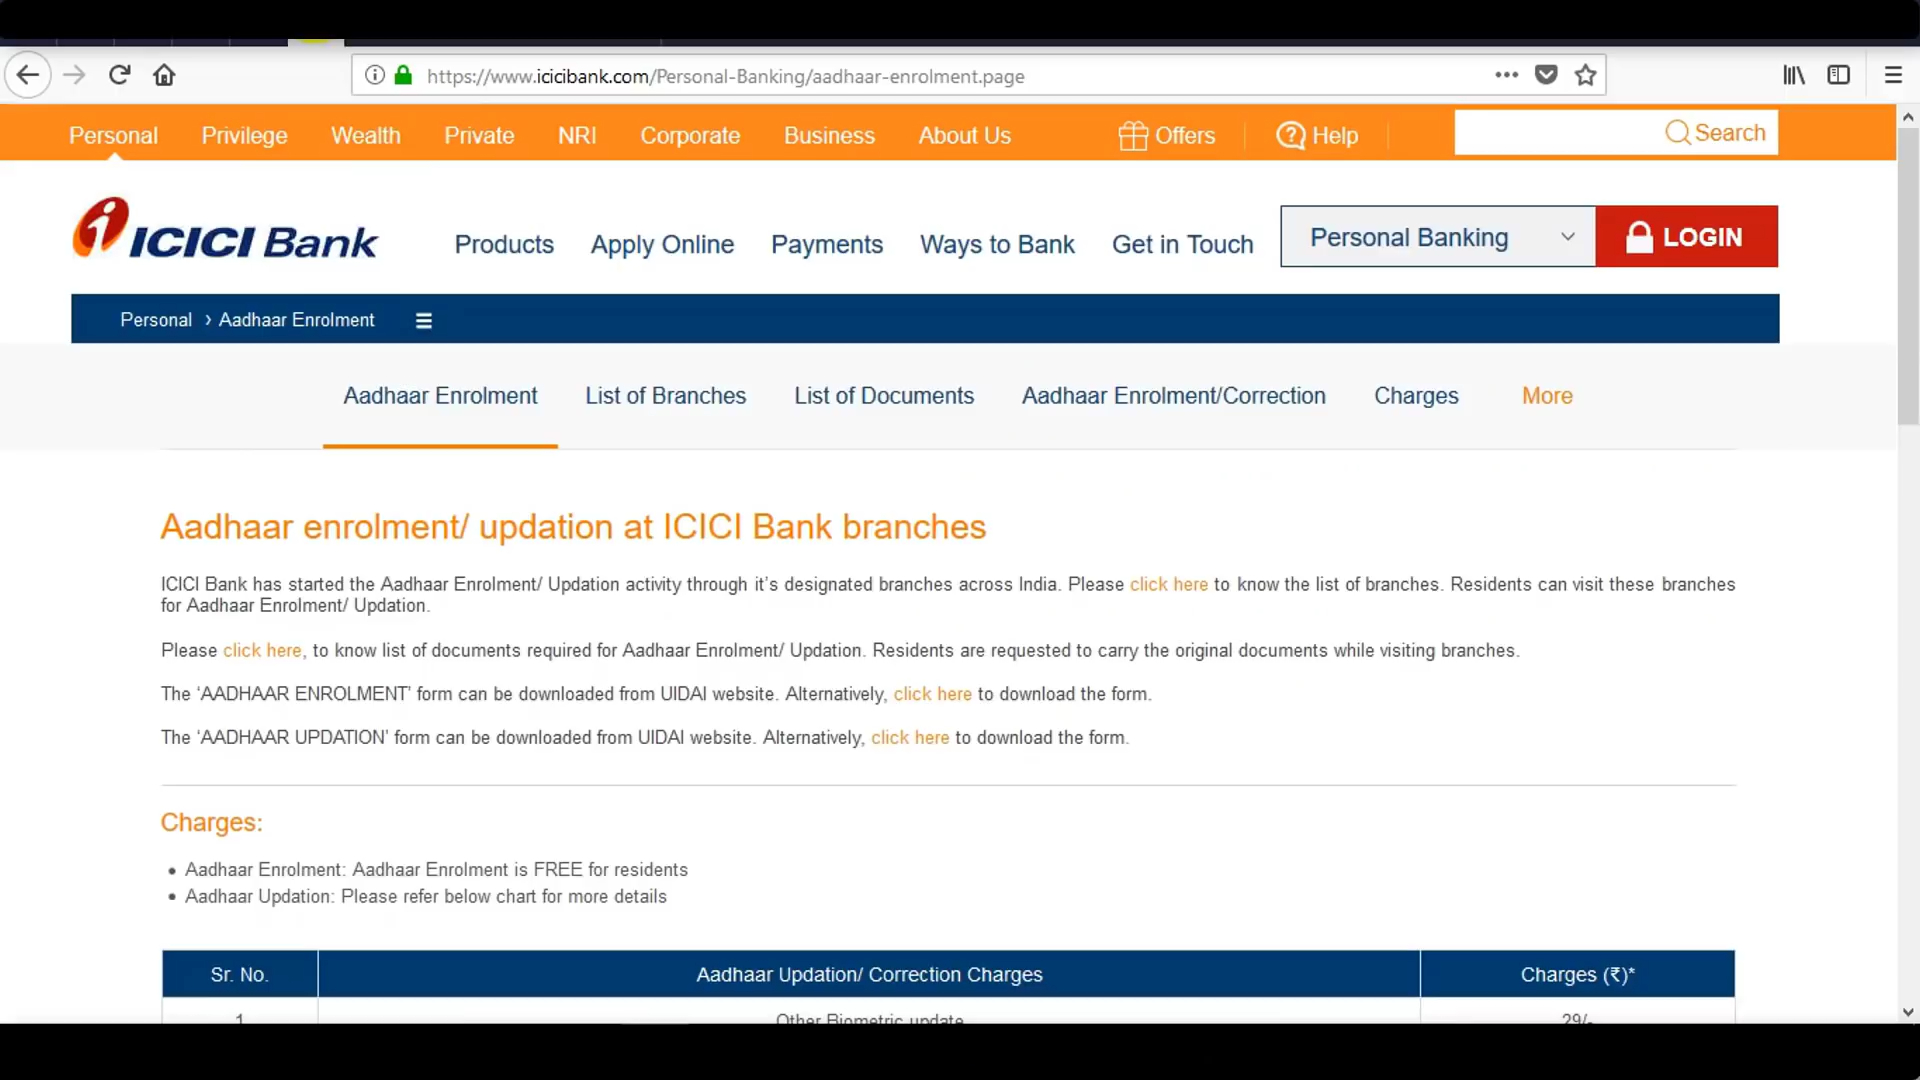 https://www.icicibank.com/Personal-Banking/aadhaar-enrolment.page
Personal Privilege Wealth Private NRI Corporate Business About Us Offers Help Search
ICICI Bank Products Apply Online Payments Ways to Bank Get in Touch Personal Banking LOGIN
Personal › Aadhaar Enrolment
Aadhaar Enrolment List of Branches List of Documents Aadhaar Enrolment/Correction Charges More
Aadhaar enrolment/ updation at ICICI Bank branches
ICICI Bank has started the Aadhaar Enrolment/ Updation activity through it's designated branches across India. Please click here to know the list of branches. Residents can visit these branches
for Aadhaar Enrolment/ Updation.
Please click here, to know list of documents required for Aadhaar Enrolment/ Updation. Residents are requested to carry the original documents while visiting branches.
The ‘AADHAAR ENROLMENT’ form can be downloaded from UIDAI website. Alternatively, click here to download the form.
The ‘AADHAAR UPDATION’ form can be downloaded from UIDAI website. Alternatively, click here to download the form.
Charges:
• Aadhaar Enrolment: Aadhaar Enrolment is FREE for residents
• Aadhaar Updation: Please refer below chart for more details
Sr. No. Aadhaar Updation/ Correction Charges Charges (₹)*
1 Other Biometric update 29/-